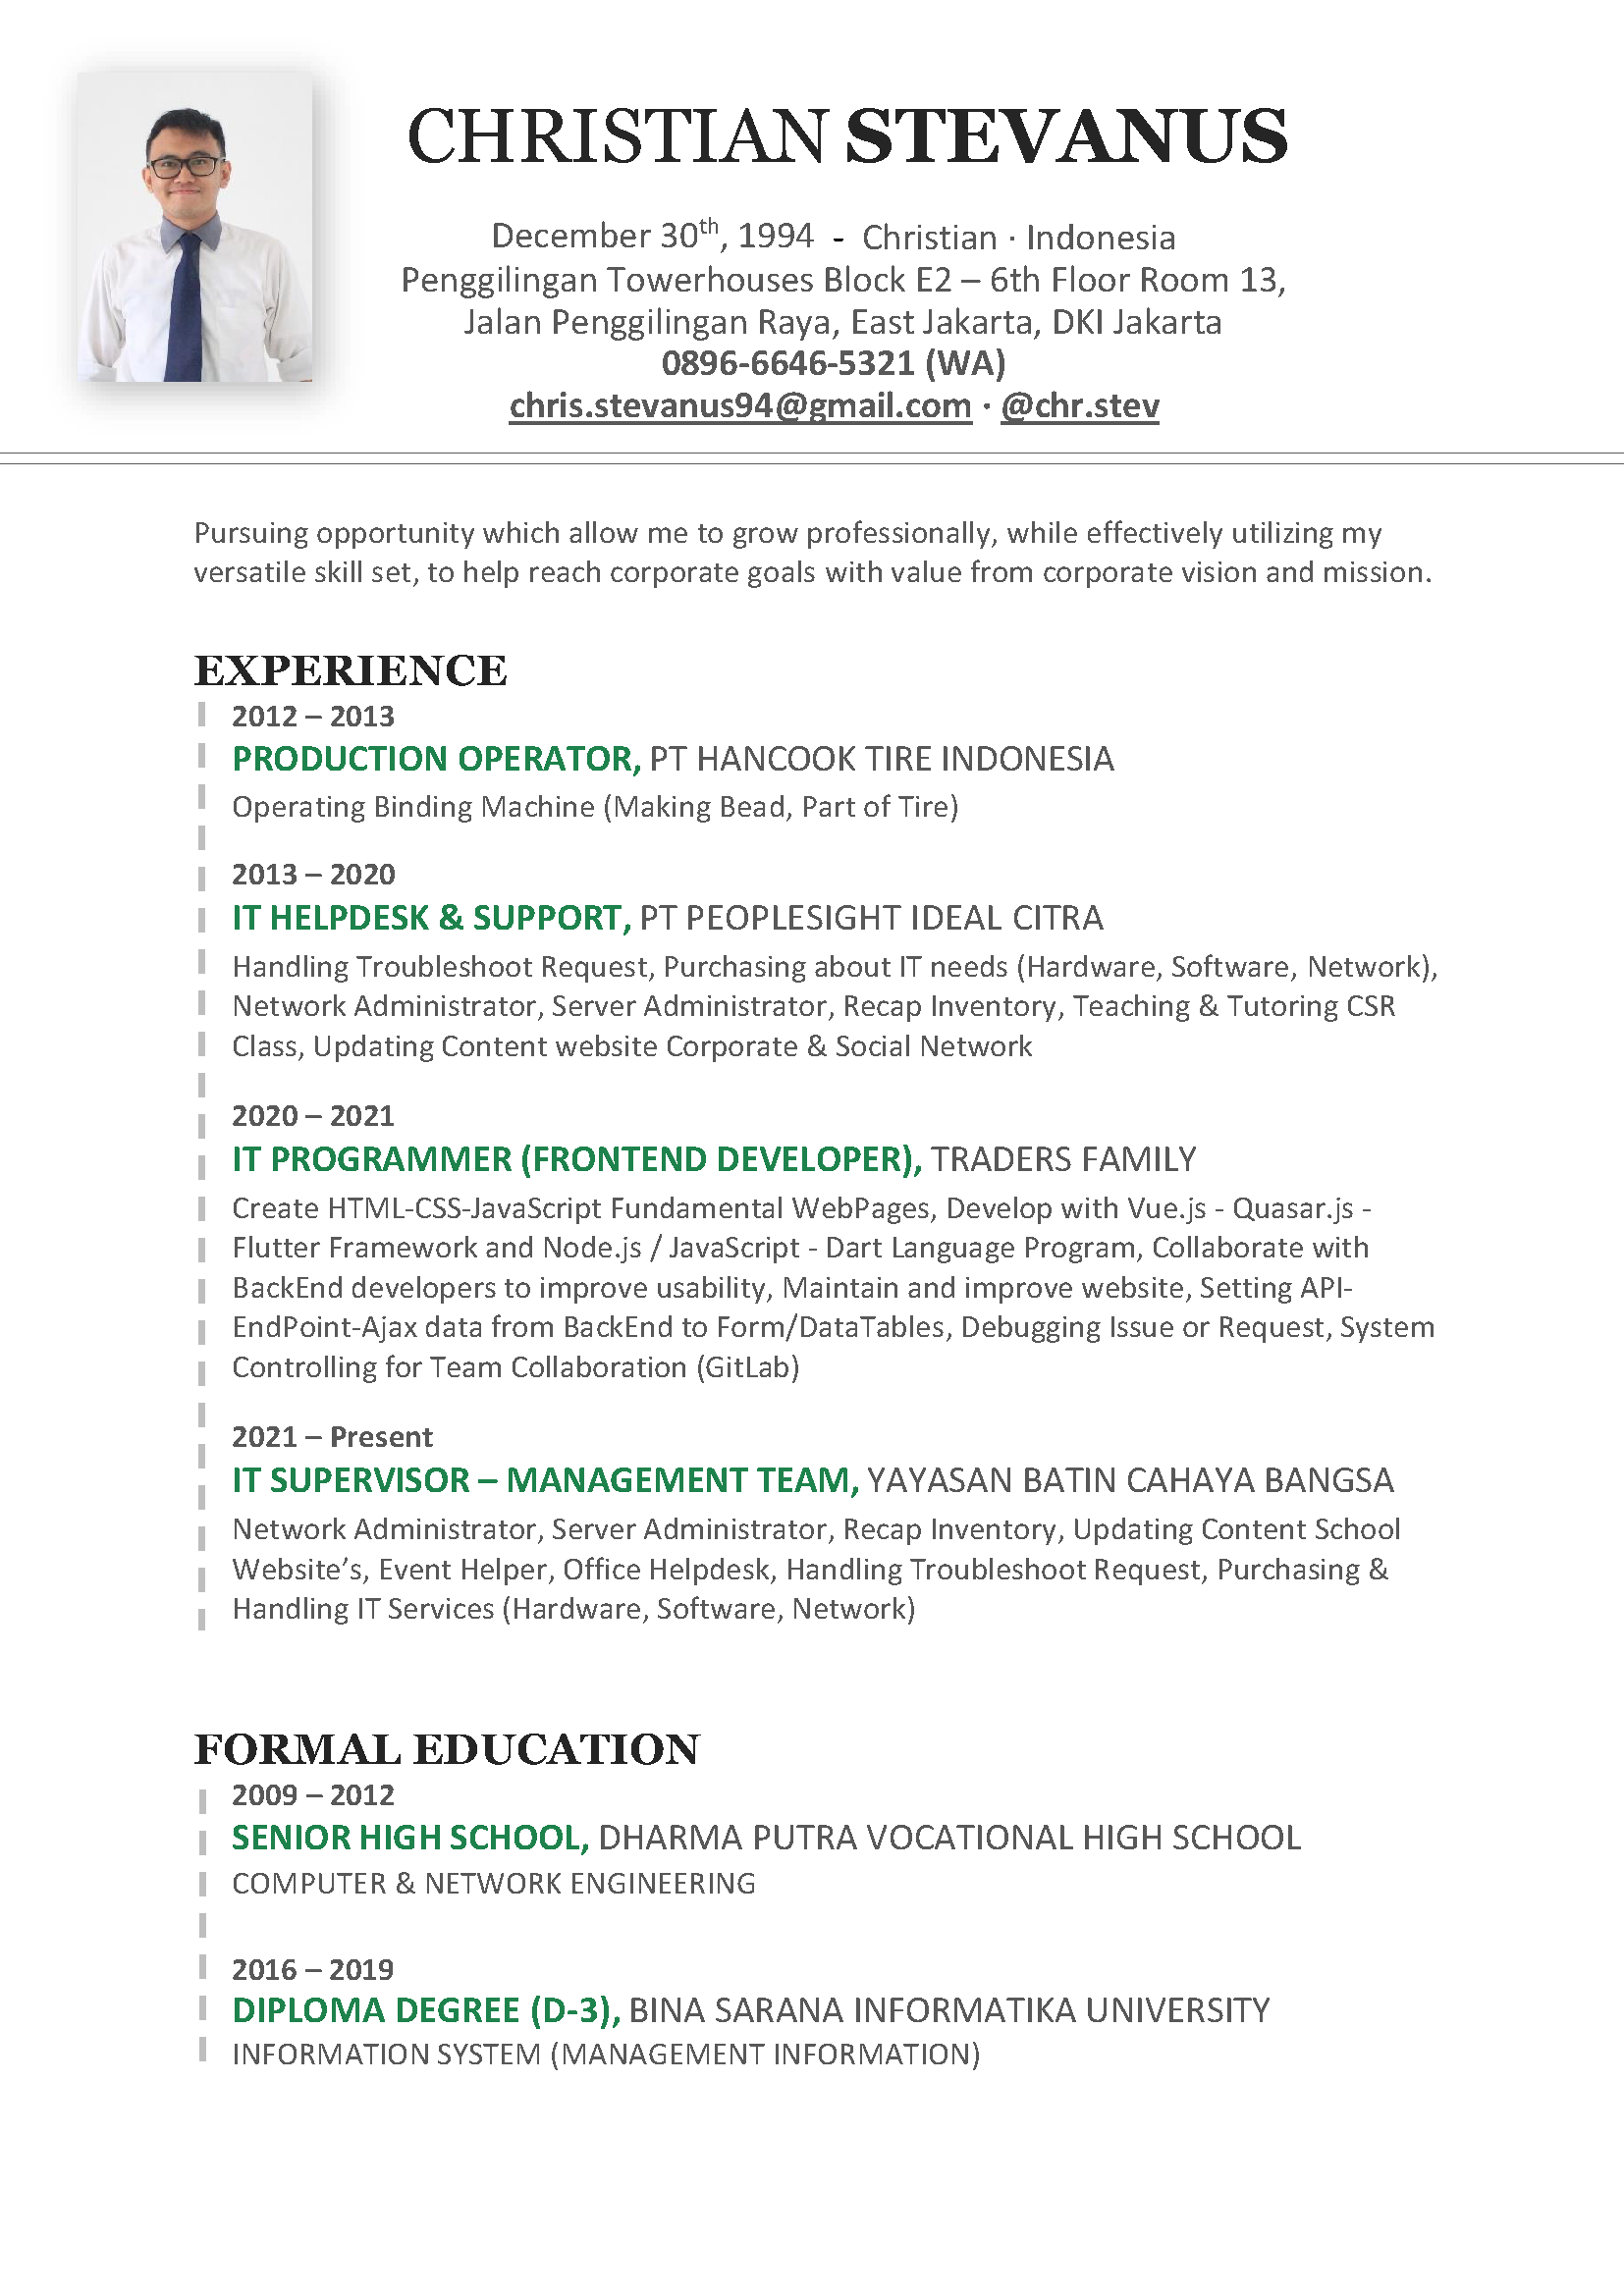 CHRISTIAN STEVANUS
December 30th, 1994 - Christian · Indonesia
Penggilingan Towerhouses Block E2 – 6th Floor Room 13,
Jalan Penggilingan Raya, East Jakarta, DKI Jakarta
0896-6646-5321 (WA)
chris.stevanus94@gmail.com · @chr.stev
Pursuing opportunity which allow me to grow professionally, while effectively utilizing my
versatile skill set, to help reach corporate goals with value from corporate vision and mission.
EXPERIENCE
2012 – 2013
PRODUCTION OPERATOR, PT HANCOOK TIRE INDONESIA
Operating Binding Machine (Making Bead, Part of Tire)
2013 – 2020
IT HELPDESK & SUPPORT, PT PEOPLESIGHT IDEAL CITRA
Handling Troubleshoot Request, Purchasing about IT needs (Hardware, Software, Network),
Network Administrator, Server Administrator, Recap Inventory, Teaching & Tutoring CSR
Class, Updating Content website Corporate & Social Network
2020 – 2021
IT PROGRAMMER (FRONTEND DEVELOPER), TRADERS FAMILY
Create HTML-CSS-JavaScript Fundamental WebPages, Develop with Vue.js - Quasar.js -
Flutter Framework and Node.js / JavaScript - Dart Language Program, Collaborate with
BackEnd developers to improve usability, Maintain and improve website, Setting API-
EndPoint-Ajax data from BackEnd to Form/DataTables, Debugging Issue or Request, System
Controlling for Team Collaboration (GitLab)
2021 – Present
IT SUPERVISOR – MANAGEMENT TEAM, YAYASAN BATIN CAHAYA BANGSA
Network Administrator, Server Administrator, Recap Inventory, Updating Content School
Website’s, Event Helper, Office Helpdesk, Handling Troubleshoot Request, Purchasing &
Handling IT Services (Hardware, Software, Network)
FORMAL EDUCATION
2009 – 2012
SENIOR HIGH SCHOOL, DHARMA PUTRA VOCATIONAL HIGH SCHOOL
COMPUTER & NETWORK ENGINEERING
2016 – 2019
DIPLOMA DEGREE (D-3), BINA SARANA INFORMATIKA UNIVERSITY
INFORMATION SYSTEM (MANAGEMENT INFORMATION)